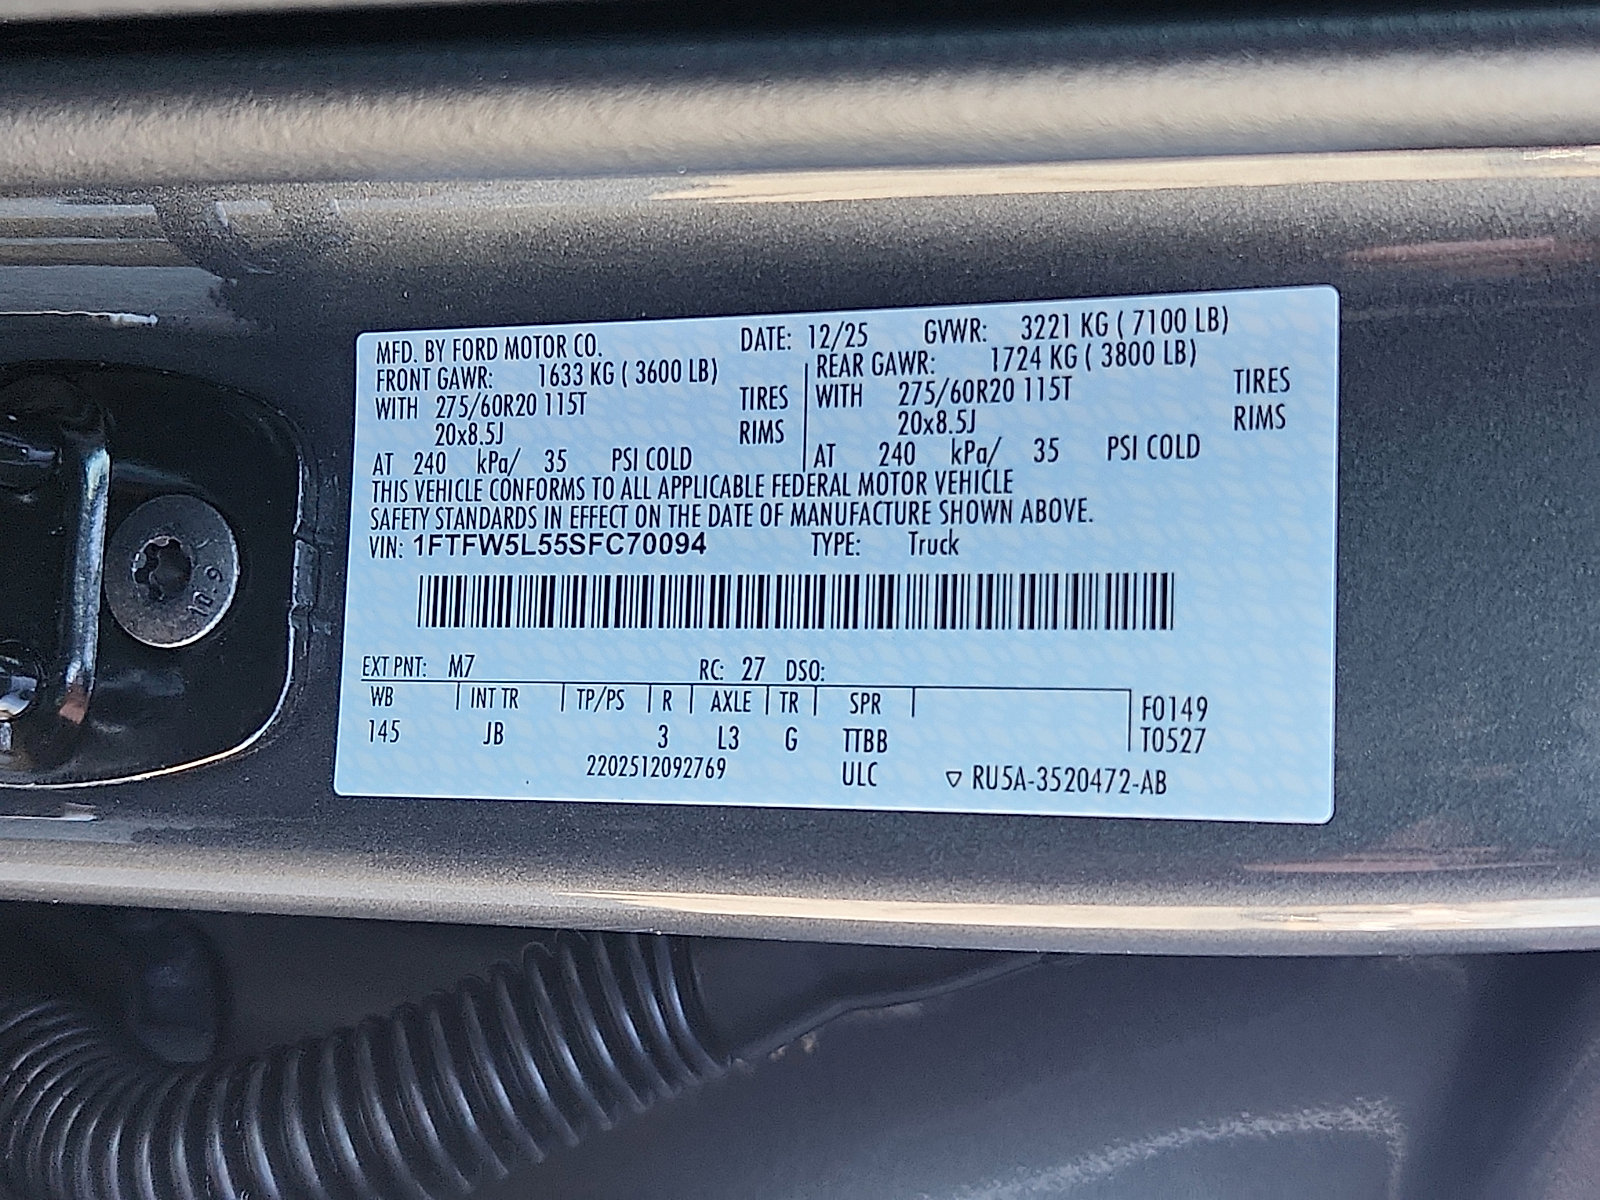 MFD. BY FORD MOTOR CO. DATE: 12/25 GVWR: 3221 KG ( 7100 LB)
FRONT GAWR: 1633 KG ( 3600 LB) REAR GAWR: 1724 KG ( 3800 LB)
WITH 275/60R20 115T TIRES WITH 275/60R20 115T TIRES
20x8.5J RIMS 20x8.5J RIMS
AT 240 kPa/ 35 PSI COLD AT 240 kPa/ 35 PSI COLD
THIS VEHICLE CONFORMS TO ALL APPLICABLE FEDERAL MOTOR VEHICLE
SAFETY STANDARDS IN EFFECT ON THE DATE OF MANUFACTURE SHOWN ABOVE.
VIN: 1FTFW5L55SFC70094 TYPE: Truck
10.9
EXT PNT: M7 RC: 27 DSO:
WB INT TR TP/PS R AXLE TR SPR F0149
145 JB 3 L3 G TTBB T0527
2202512092769 ULC ▽ RU5A-3520472-AB